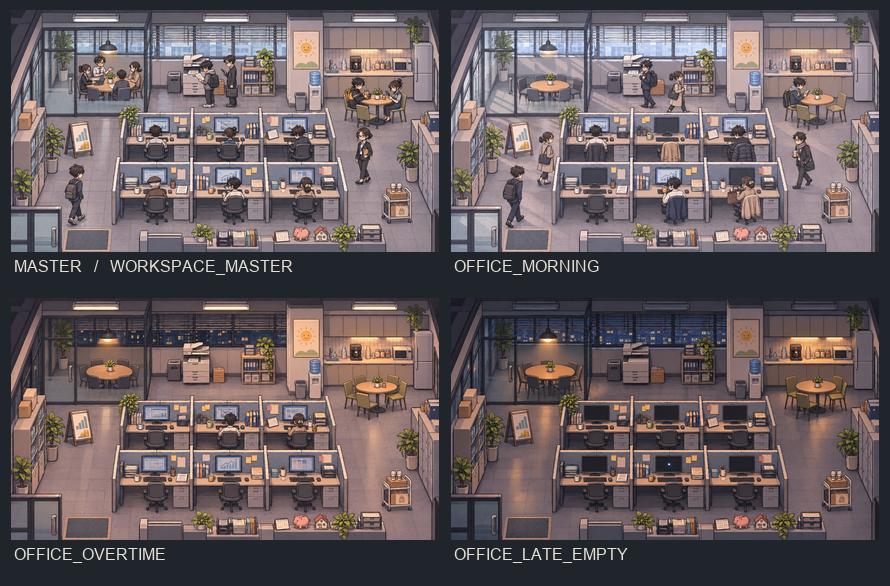 MASTER / WORKSPACE_MASTER
OFFICE_MORNING
OFFICE_OVERTIME
OFFICE_LATE_EMPTY